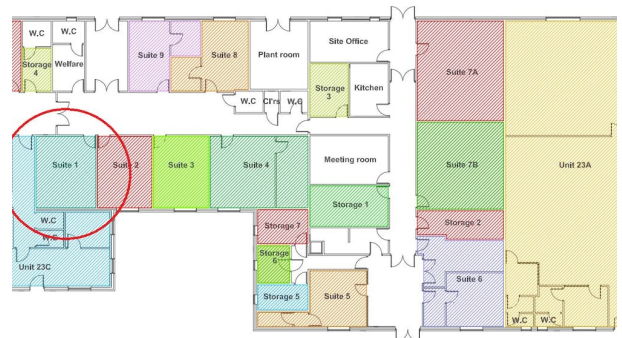 W.C
W.C
Storage
4
Welfare
Suite 9
Suite 8
Plant room
Site Office
Storage
3
Kitchen
W.C
Cl'rs
W.C
Suite 7A
Suite 1
Suite 2
Suite 3
Suite 4
Meeting room
Suite 7B
Unit 23A
Storage 1
W.C
W.C
Storage 7
Storage 2
Unit 23C
Storage
6
Storage 5
Suite 5
Suite 6
W.C
W.C